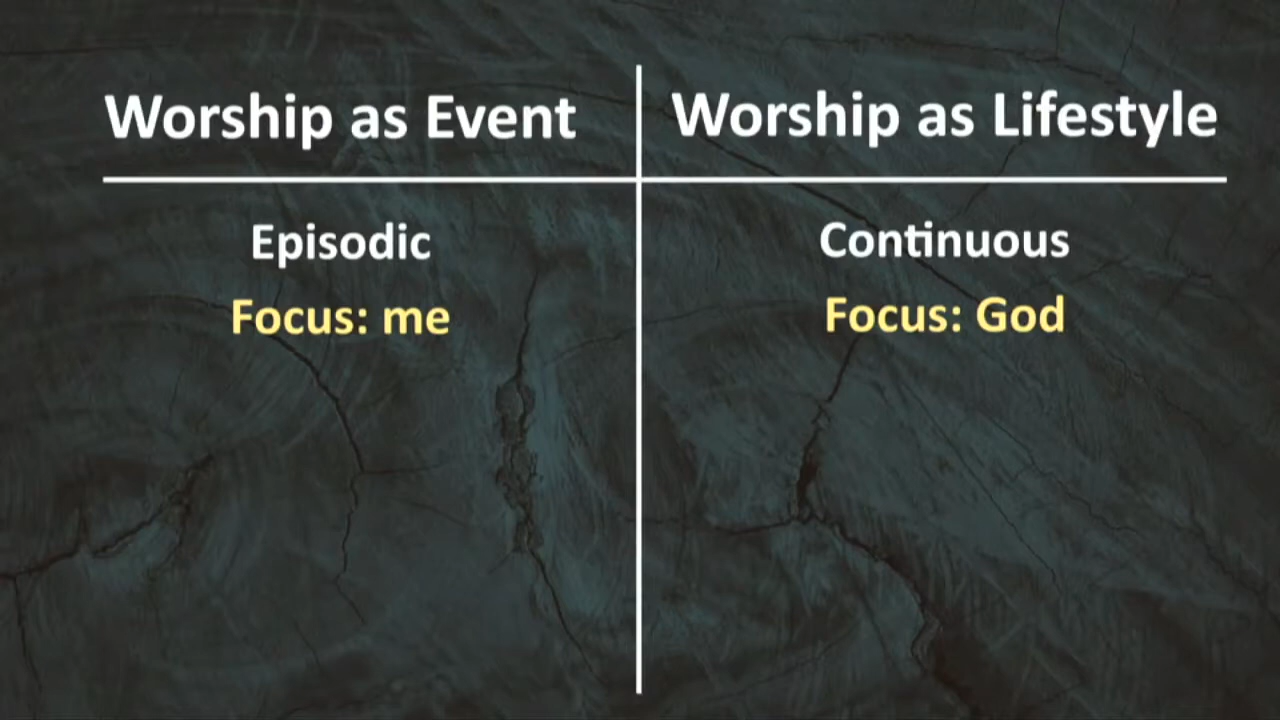 Worship as Event
Worship as Lifestyle
Episodic
Continuous
Focus: me
Focus: God